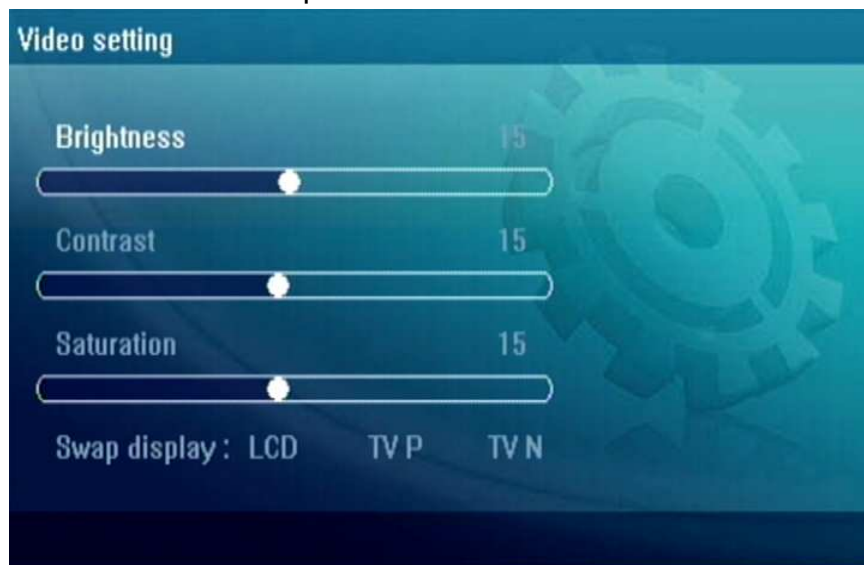 Video setting
Brightness 15
Contrast 15
Saturation 15
Swap display : LCD TV P TV N